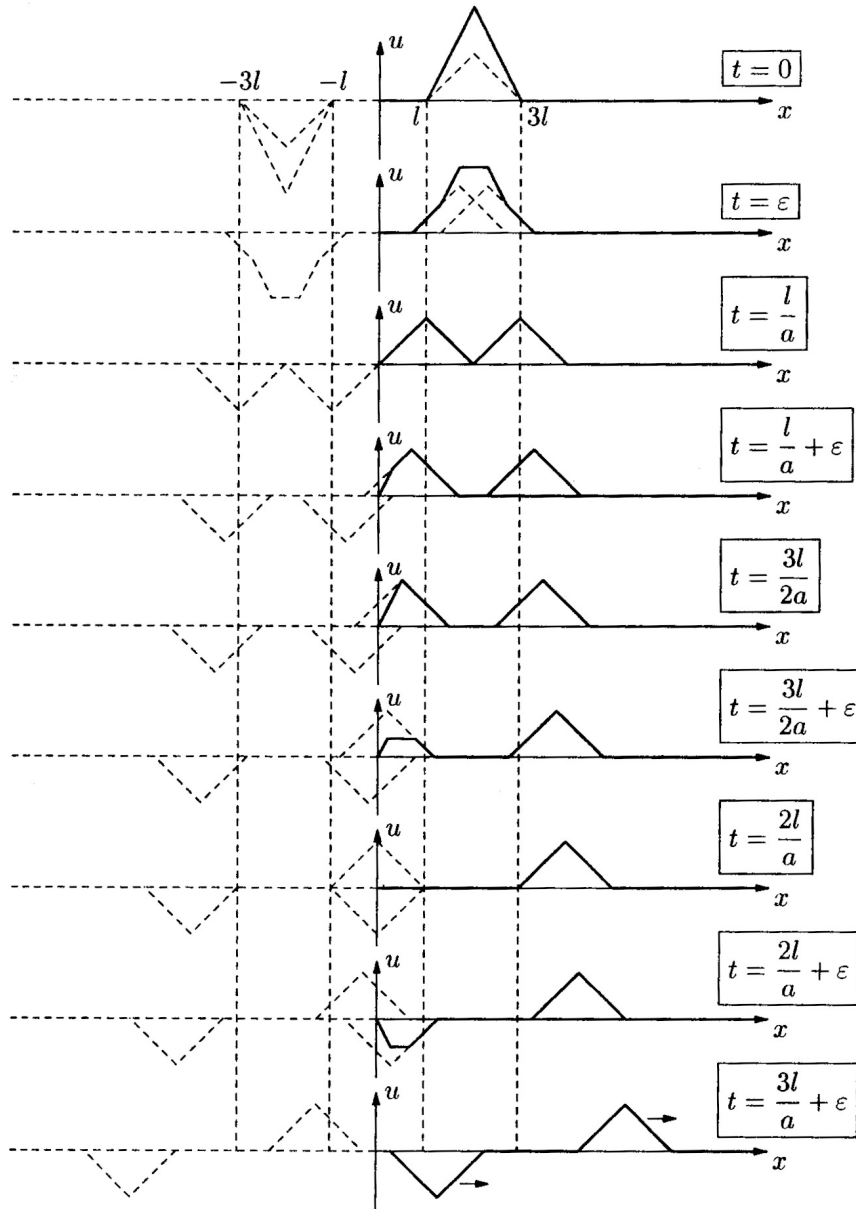 u
−3l −l t = 0
l 3l x
u
t = ε
x
u
t = l/a
x
u
t = l/a + ε
x
u
t = 3l/2a
x
u
t = 3l/2a + ε
x
u
t = 2l/a
x
u
t = 2l/a + ε
x
u
t = 3l/a + ε
x